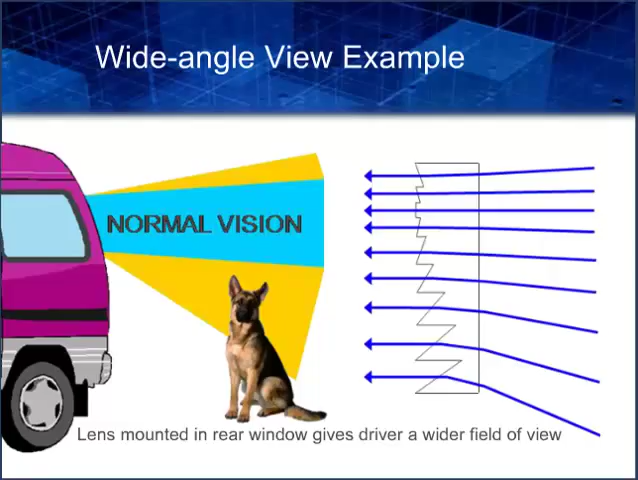 Wide-angle View Example
NORMAL VISION
Lens mounted in rear window gives driver a wider field of view